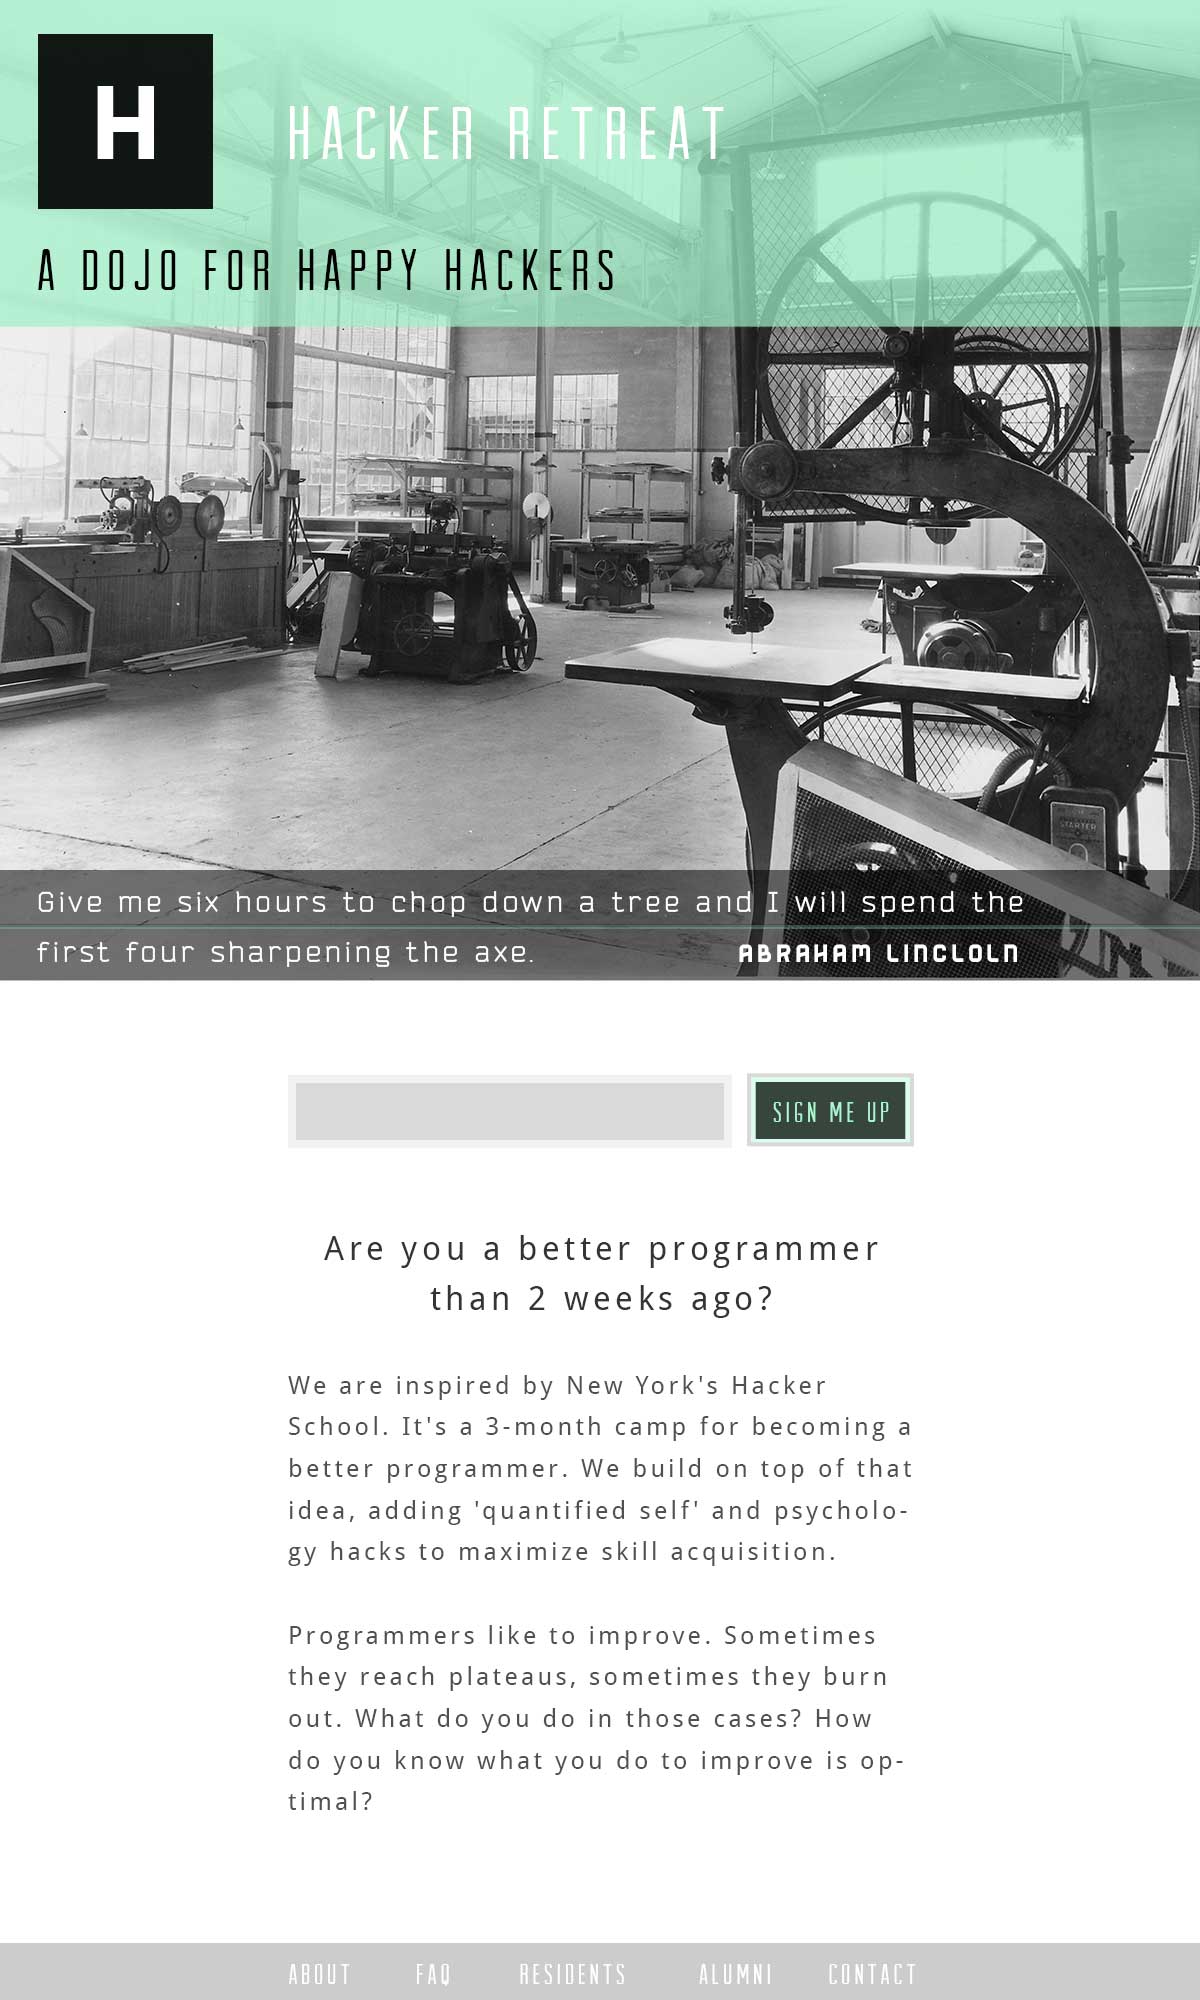 H
HACKER RETREAT
A DOJO FOR HAPPY HACKERS
STARTER
Give me six hours to chop down a tree and I will spend the
first four sharpening the axe.
ABRAHAM LINCLOLN
SIGN ME UP
Are you a better programmer
than 2 weeks ago?
We are inspired by New York's Hacker
School. It's a 3-month camp for becoming a
better programmer. We build on top of that
idea, adding 'quantified self' and psycholo-
gy hacks to maximize skill acquisition.
Programmers like to improve. Sometimes
they reach plateaus, sometimes they burn
out. What do you do in those cases? How
do you know what you do to improve is op-
timal?
ABOUT FAQ RESIDENTS ALUMNI CONTACT